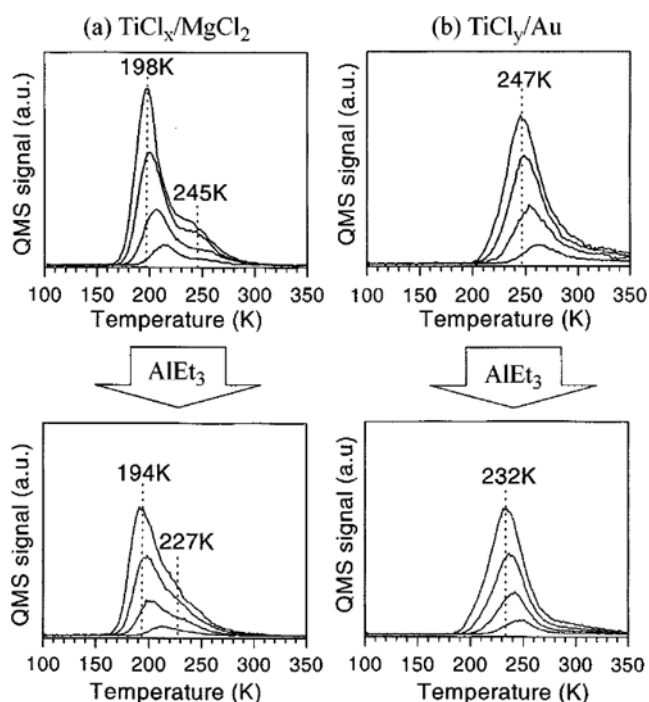 (a) TiClₓ/MgCl₂
(b) TiClᵧ/Au
QMS signal (a.u.)
198K
245K
100 150 200 250 300 350
Temperature (K)
QMS signal (a.u.)
247K
100 150 200 250 300 350
Temperature (K)
AlEt₃
AlEt₃
QMS signal (a.u.)
194K
227K
100 150 200 250 300 350
Temperature (K)
QMS signal (a.u)
232K
100 150 200 250 300 350
Temperature (K)